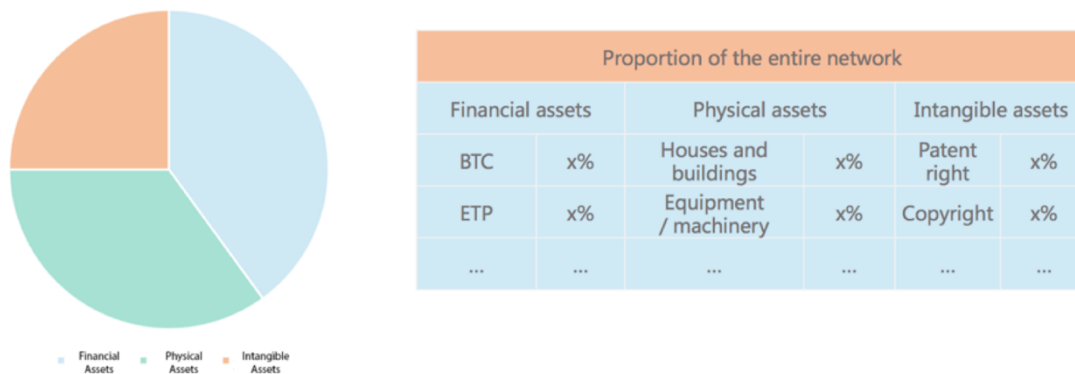 Proportion of the entire network
Financial assets Physical assets Intangible assets
BTC x% Houses and buildings x% Patent right x%
ETP x% Equipment / machinery x% Copyright x%
... ... ... ... ... ...
Financial Assets Physical Assets Intangible Assets